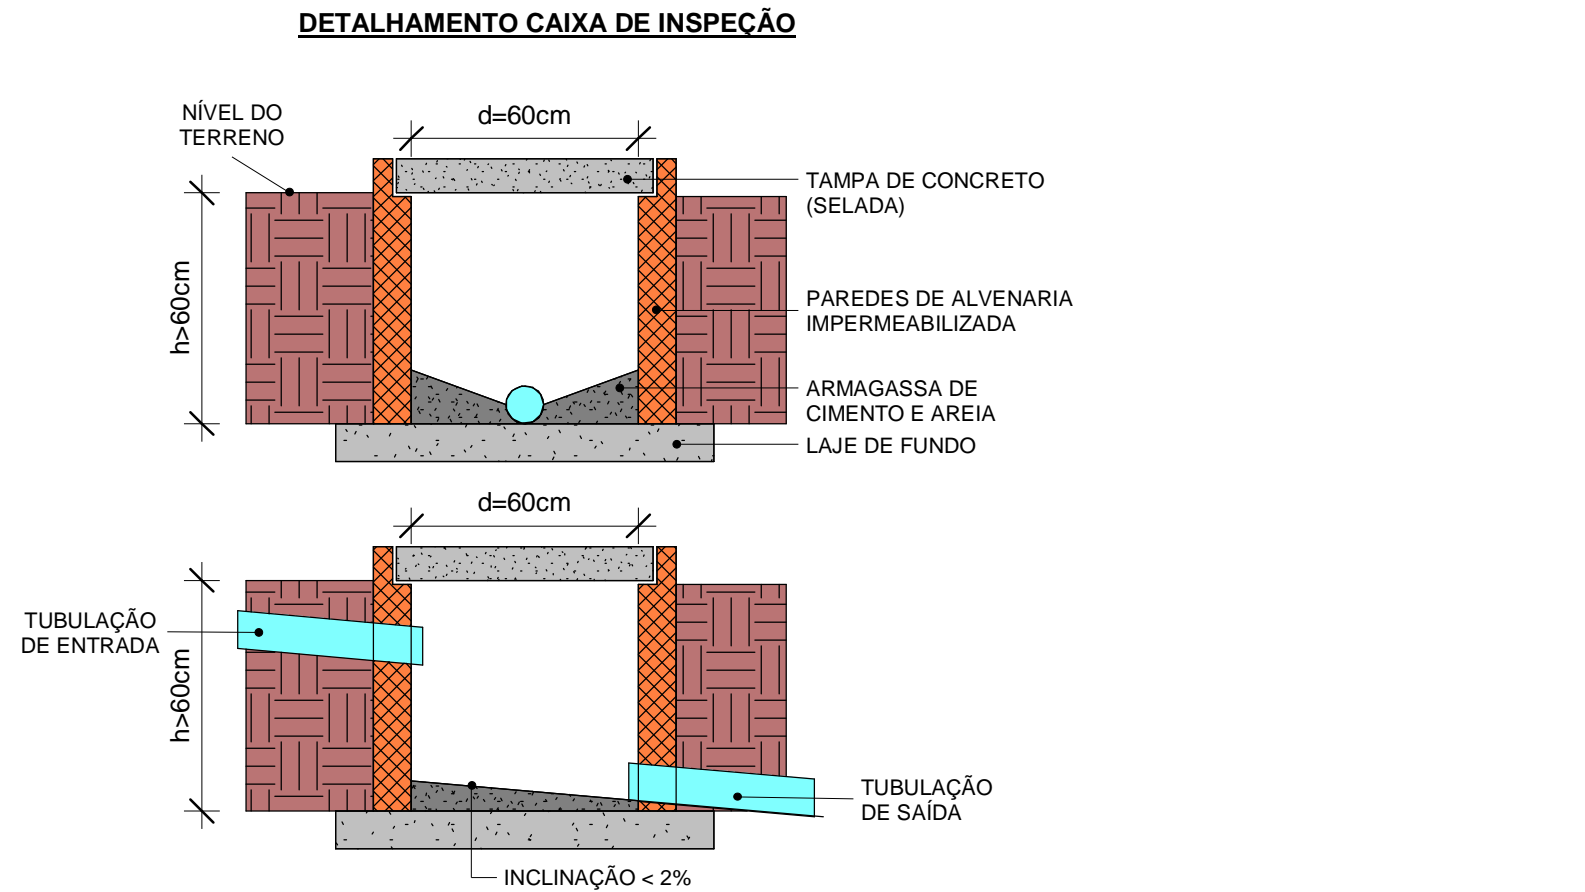 DETALHAMENTO CAIXA DE INSPEÇÃO
NÍVEL DO
TERRENO
d=60cm
h>60cm
TAMPA DE CONCRETO
(SELADA)
PAREDES DE ALVENARIA
IMPERMEABILIZADA
ARMAGASSA DE
CIMENTO E AREIA
LAJE DE FUNDO
d=60cm
TUBULAÇÃO
DE ENTRADA
h>60cm
TUBULAÇÃO
DE SAÍDA
INCLINAÇÃO < 2%